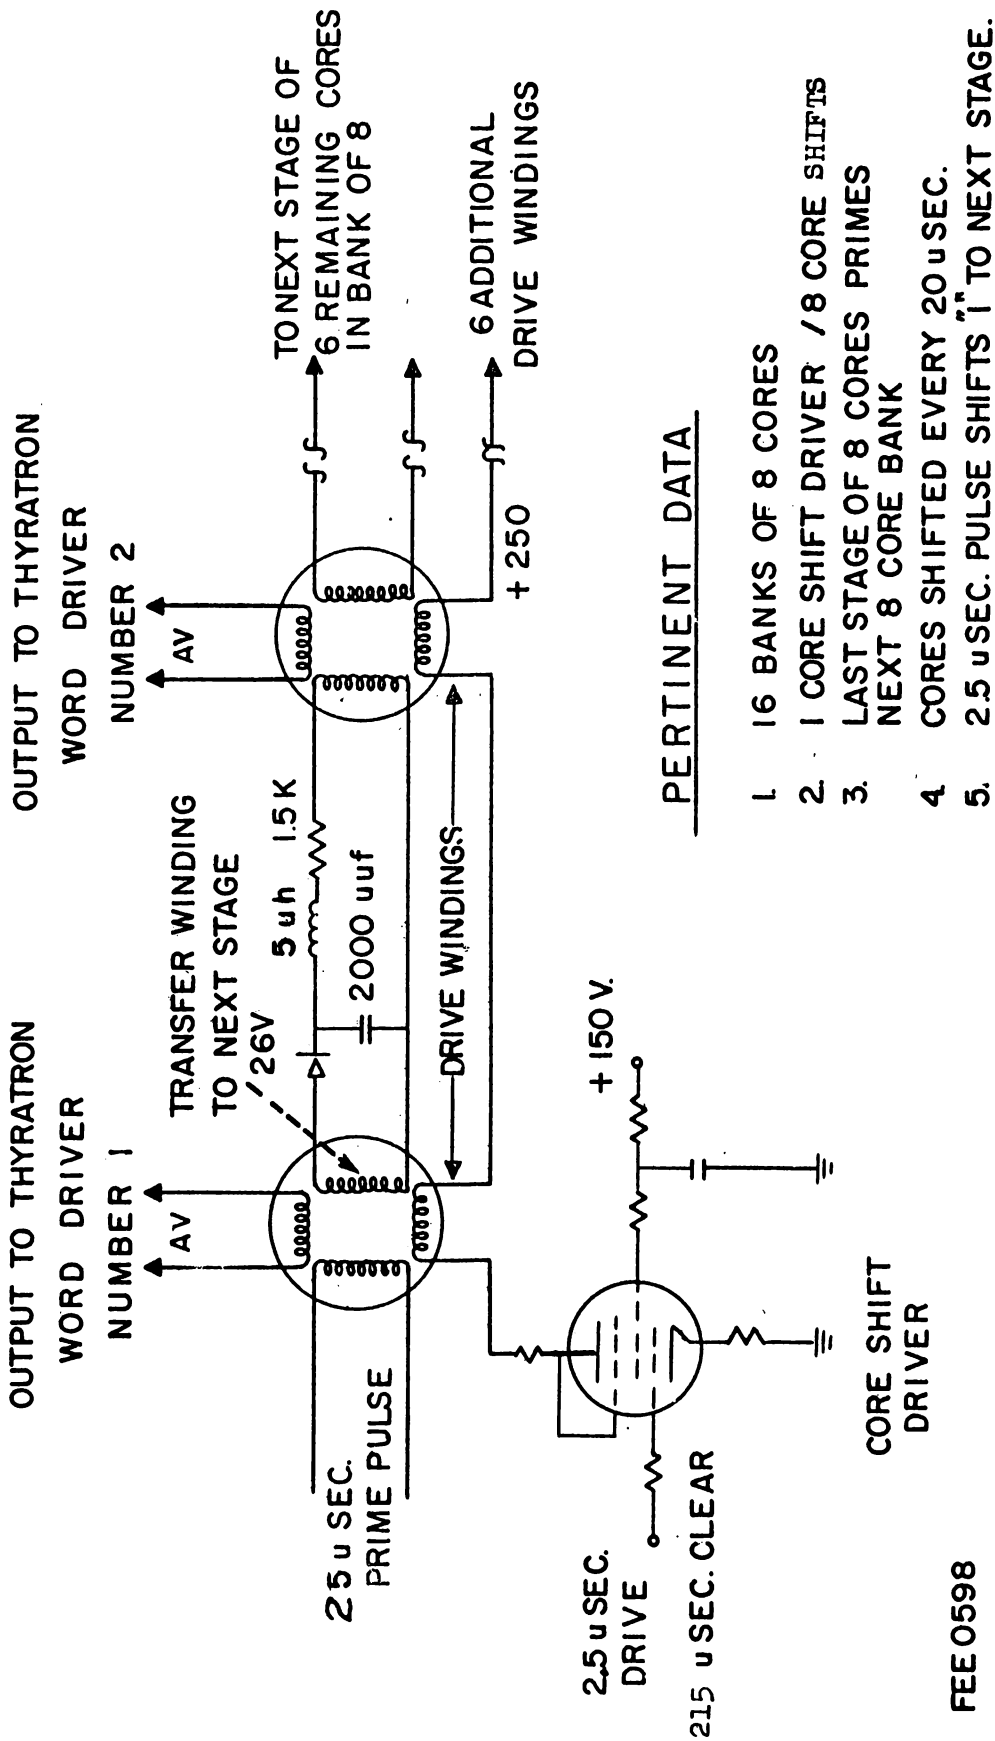 OUTPUT TO THYRATRON
WORD DRIVER
NUMBER 1
OUTPUT TO THYRATRON
WORD DRIVER
NUMBER 2
AV
AV
TRANSFER WINDING
TO NEXT STAGE
26V
5 uh 1.5K
2000 uuf
TO NEXT STAGE OF
6 REMAINING CORES
IN BANK OF 8
25 u SEC.
PRIME PULSE
DRIVE WINDINGS
6 ADDITIONAL
DRIVE WINDINGS
+250
2.5 u SEC.
DRIVE
215 u SEC. CLEAR
+150 V.
CORE SHIFT
DRIVER
PERTINENT DATA
1. 16 BANKS OF 8 CORES
2. 1 CORE SHIFT DRIVER /8 CORE SHIFTS
3. LAST STAGE OF 8 CORES PRIMES
NEXT 8 CORE BANK
4. CORES SHIFTED EVERY 20 u SEC.
5. 2.5 u SEC. PULSE SHIFTS "1" TO NEXT STAGE.
FEE 0598